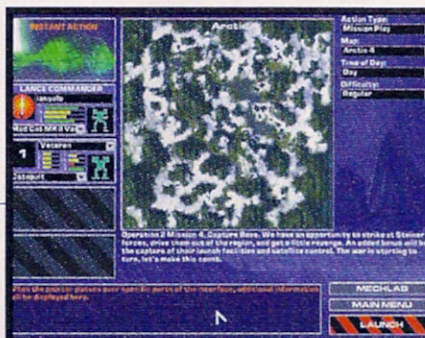 INSTANT ACTION
Arctic
Action Type:
Mission Play
Map:
Arctic 4
Time of Day:
Day
Difficulty:
Regular
LANCE COMMANDER
Mad Cat MK II
1
Veteran
Catapult
Operation 2 Mission 4, Capture Base. We have an opportunity to strike at Steiner
forces, drive them out of the region, and get a little revenge. An added bonus will be
the capture of their launch facilities and satellite control. The war is starting to
turn, let's make this count.
the pointer passes over specific parts of the interface, additional information
be displayed here.
MECHLAB
MAIN MENU
LAUNCH